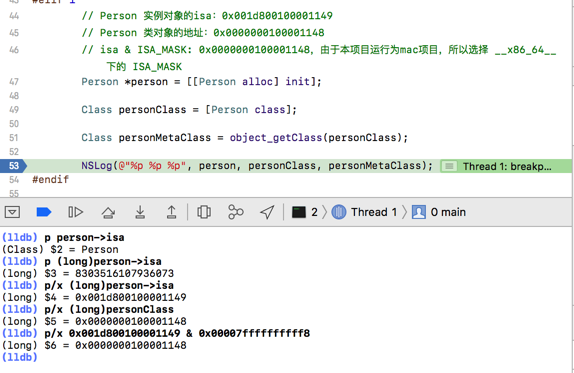 #elif 1
44 // Person 实例对象的isa：0x001d800100001149
45 // Person 类对象的地址：0x0000000100001148
46 // isa & ISA_MASK: 0x0000000100001148，由于本项目运行为mac项目，所以选择 __x86_64__
下的 ISA_MASK
47 Person *person = [[Person alloc] init];
48
49 Class personClass = [Person class];
50
51 Class personMetaClass = object_getClass(personClass);
52
53 NSLog(@"%p %p %p", person, personClass, personMetaClass); Thread 1: breakp...
54 #endif
55
2 Thread 1 0 main
(lldb) p person->isa
(Class) $2 = Person
(lldb) p (long)person->isa
(long) $3 = 8303516107936073
(lldb) p/x (long)person->isa
(long) $4 = 0x001d800100001149
(lldb) p/x (long)personClass
(long) $5 = 0x0000000100001148
(lldb) p/x 0x001d800100001149 & 0x00007ffffffffff8
(long) $6 = 0x0000000100001148
(lldb)